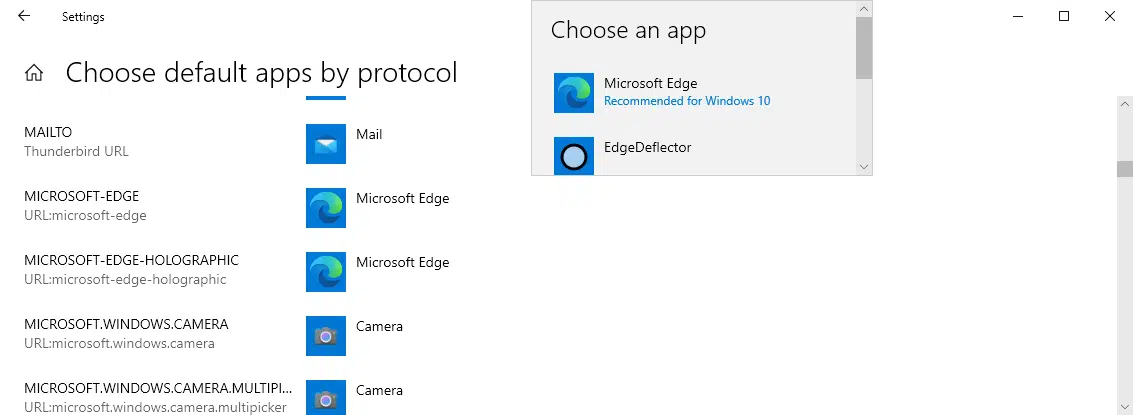 Settings
Choose default apps by protocol
MAILTO
Thunderbird URL
Mail
MICROSOFT-EDGE
URL:microsoft-edge
Microsoft Edge
MICROSOFT-EDGE-HOLOGRAPHIC
URL:microsoft-edge-holographic
Microsoft Edge
MICROSOFT.WINDOWS.CAMERA
URL:microsoft.windows.camera
Camera
MICROSOFT.WINDOWS.CAMERA.MULTIPI...
URL:microsoft.windows.camera.multipicker
Camera
Choose an app
Microsoft Edge
Recommended for Windows 10
EdgeDeflector